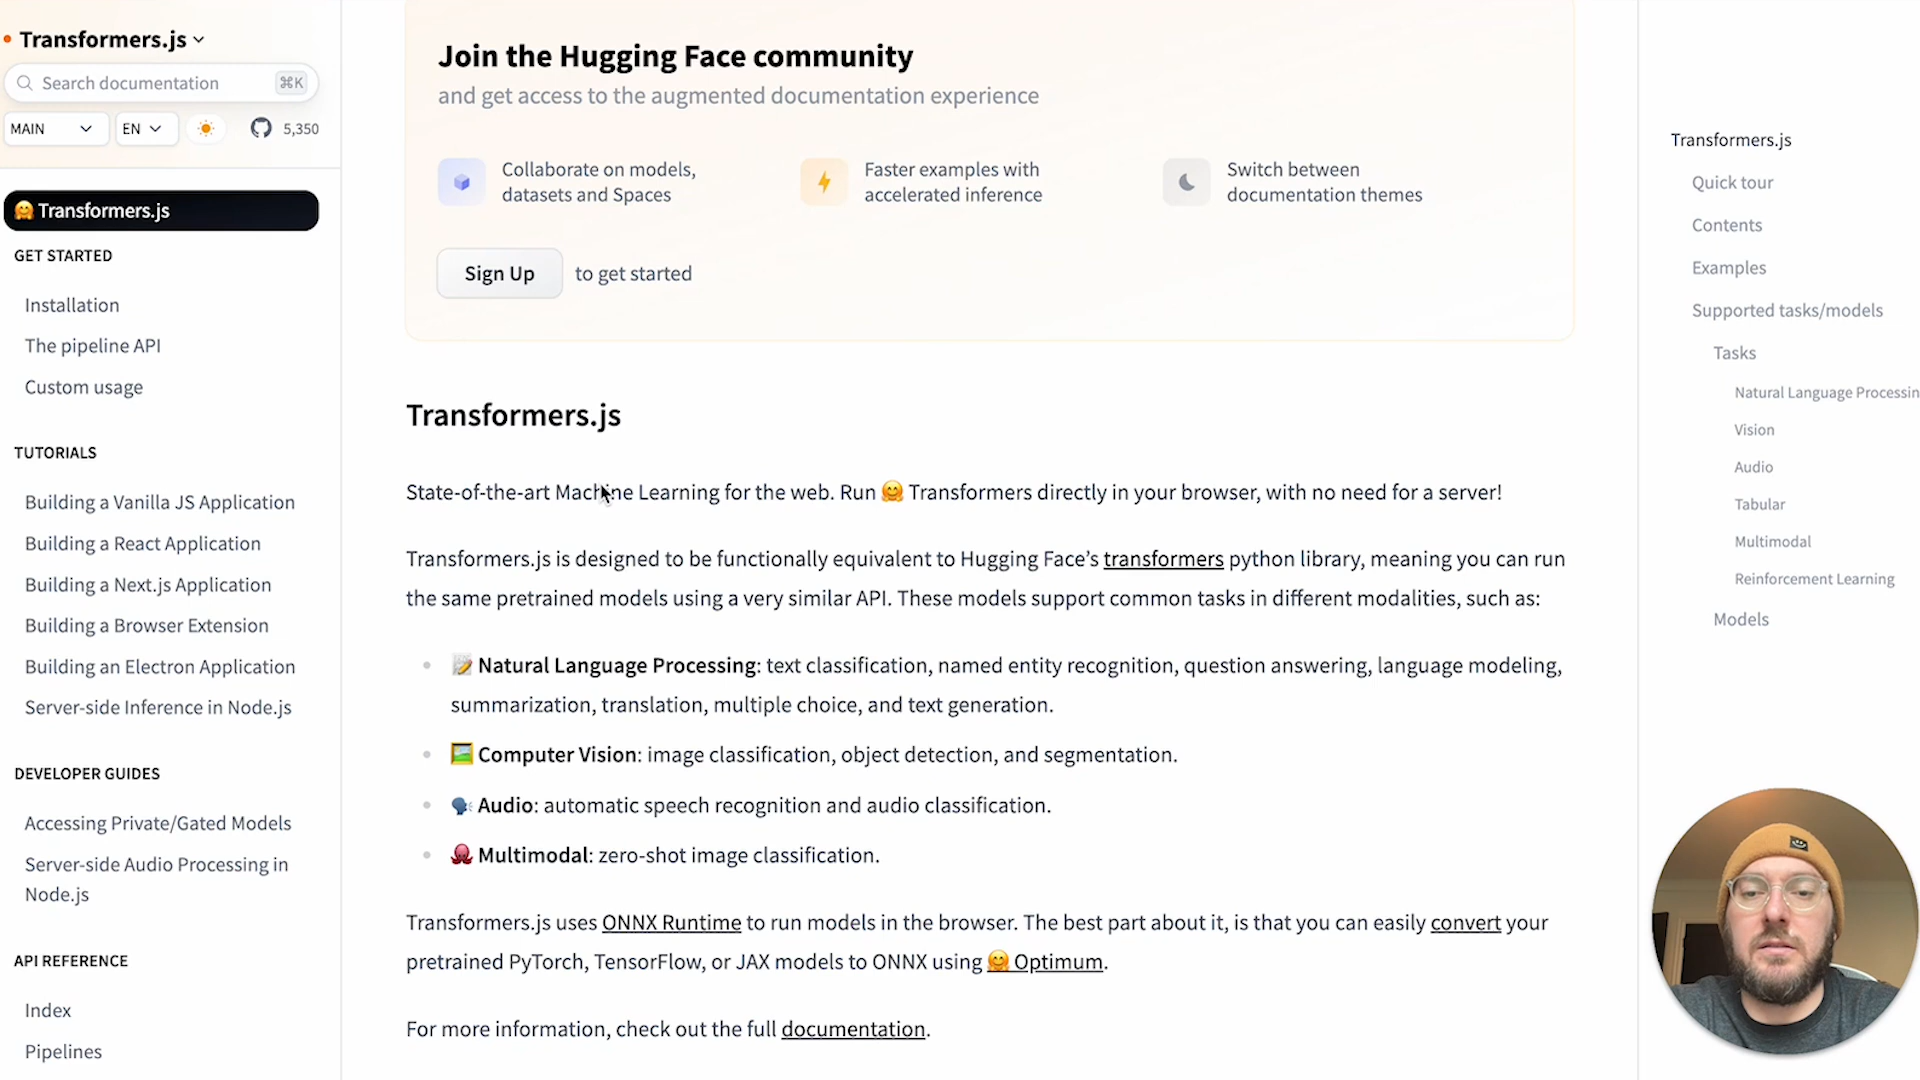 Transformers.js
Search documentation
⌘K
MAIN
EN
5,350
🤗 Transformers.js
GET STARTED
Installation
The pipeline API
Custom usage
TUTORIALS
Building a Vanilla JS Application
Building a React Application
Building a Next.js Application
Building a Browser Extension
Building an Electron Application
Server-side Inference in Node.js
DEVELOPER GUIDES
Accessing Private/Gated Models
Server-side Audio Processing in
Node.js
API REFERENCE
Index
Pipelines
Join the Hugging Face community
and get access to the augmented documentation experience
Collaborate on models,
datasets and Spaces
Faster examples with
accelerated inference
Switch between
documentation themes
Sign Up to get started
Transformers.js
State-of-the-art Machine Learning for the web. Run 🤗 Transformers directly in your browser, with no need for a server!
Transformers.js is designed to be functionally equivalent to Hugging Face’s transformers python library, meaning you can run
the same pretrained models using a very similar API. These models support common tasks in different modalities, such as:
📝 Natural Language Processing: text classification, named entity recognition, question answering, language modeling,
summarization, translation, multiple choice, and text generation.
🖼️ Computer Vision: image classification, object detection, and segmentation.
🗣️ Audio: automatic speech recognition and audio classification.
🐙 Multimodal: zero-shot image classification.
Transformers.js uses ONNX Runtime to run models in the browser. The best part about it, is that you can easily convert your
pretrained PyTorch, TensorFlow, or JAX models to ONNX using 🤗 Optimum.
For more information, check out the full documentation.
Transformers.js
Quick tour
Contents
Examples
Supported tasks/models
Tasks
Natural Language Processin
Vision
Audio
Tabular
Multimodal
Reinforcement Learning
Models